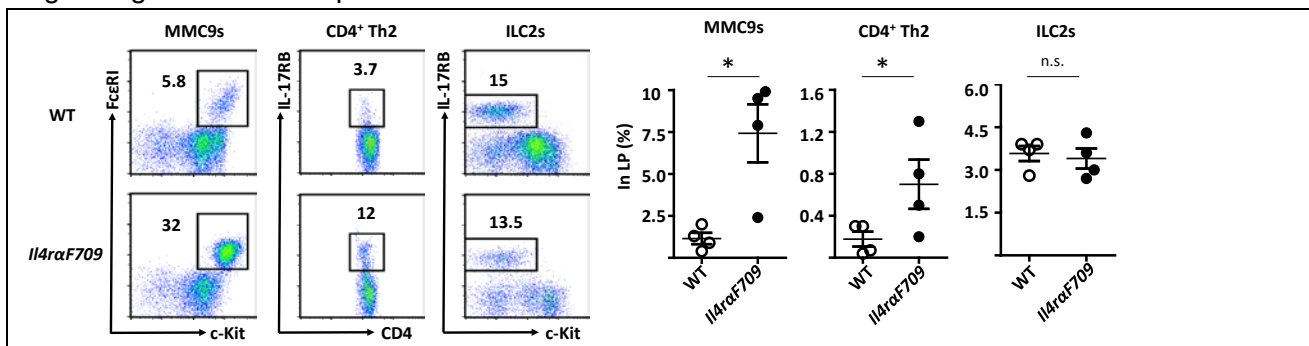 MMC9s CD4⁺ Th2 ILC2s
WT
FcεRI
5.8
IL-17RB
3.7
IL-17RB
15
Il4rαF709
32
12
13.5
c-Kit
CD4
c-Kit
MMC9s
*
In LP (%)
10
7.5
5.0
2.5
WT
Il4rαF709
CD4⁺ Th2
*
1.6
1.2
0.8
0.4
WT
Il4rαF709
ILC2s
n.s.
6.0
4.5
3.0
1.5
WT
Il4rαF709